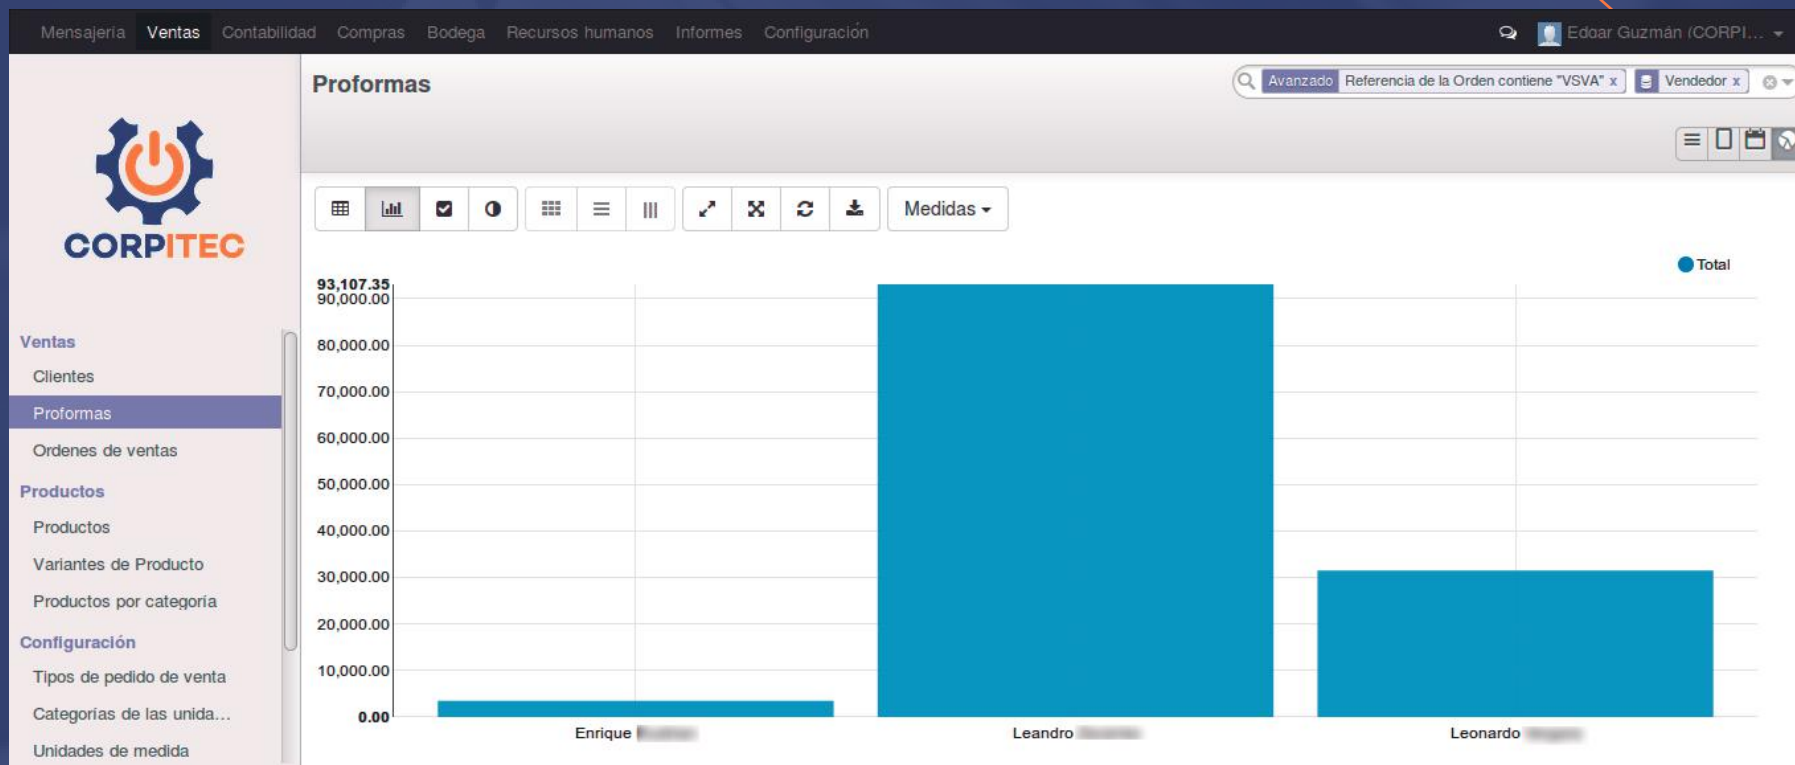 Mensajería Ventas Contabilidad Compras Bodega Recursos humanos Informes Configuración Edgar Guzmán (CORPI...
Proformas
Avanzado Referencia de la Orden contiene "VSVA" x Vendedor x
CORPITEC
Medidas
Total
93,107.35
90,000.00
80,000.00
70,000.00
60,000.00
50,000.00
40,000.00
30,000.00
20,000.00
10,000.00
0.00
Enrique
Leandro
Leonardo
Ventas
Clientes
Proformas
Ordenes de ventas
Productos
Productos
Variantes de Producto
Productos por categoría
Configuración
Tipos de pedido de venta
Categorías de las unida...
Unidades de medida